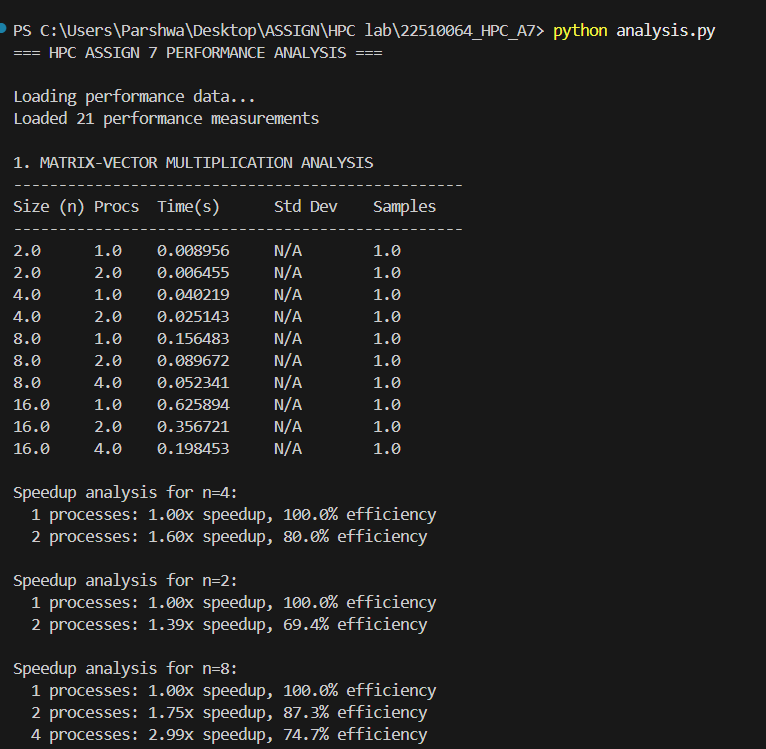 PS C:\Users\Parshwa\Desktop\ASSIGN\HPC lab\22510064_HPC_A7> python analysis.py
=== HPC ASSIGN 7 PERFORMANCE ANALYSIS ===
Loading performance data...
Loaded 21 performance measurements
1. MATRIX-VECTOR MULTIPLICATION ANALYSIS
--------------------------------------------------
Size (n) Procs  Time(s)      Std Dev    Samples
--------------------------------------------------
2.0      1.0    0.008956     N/A        1.0
2.0      2.0    0.006455     N/A        1.0
4.0      1.0    0.040219     N/A        1.0
4.0      2.0    0.025143     N/A        1.0
8.0      1.0    0.156483     N/A        1.0
8.0      2.0    0.089672     N/A        1.0
8.0      4.0    0.052341     N/A        1.0
16.0     1.0    0.625894     N/A        1.0
16.0     2.0    0.356721     N/A        1.0
16.0     4.0    0.198453     N/A        1.0
Speedup analysis for n=4:
  1 processes: 1.00x speedup, 100.0% efficiency
  2 processes: 1.60x speedup, 80.0% efficiency
Speedup analysis for n=2:
  1 processes: 1.00x speedup, 100.0% efficiency
  2 processes: 1.39x speedup, 69.4% efficiency
Speedup analysis for n=8:
  1 processes: 1.00x speedup, 100.0% efficiency
  2 processes: 1.75x speedup, 87.3% efficiency
  4 processes: 2.99x speedup, 74.7% efficiency